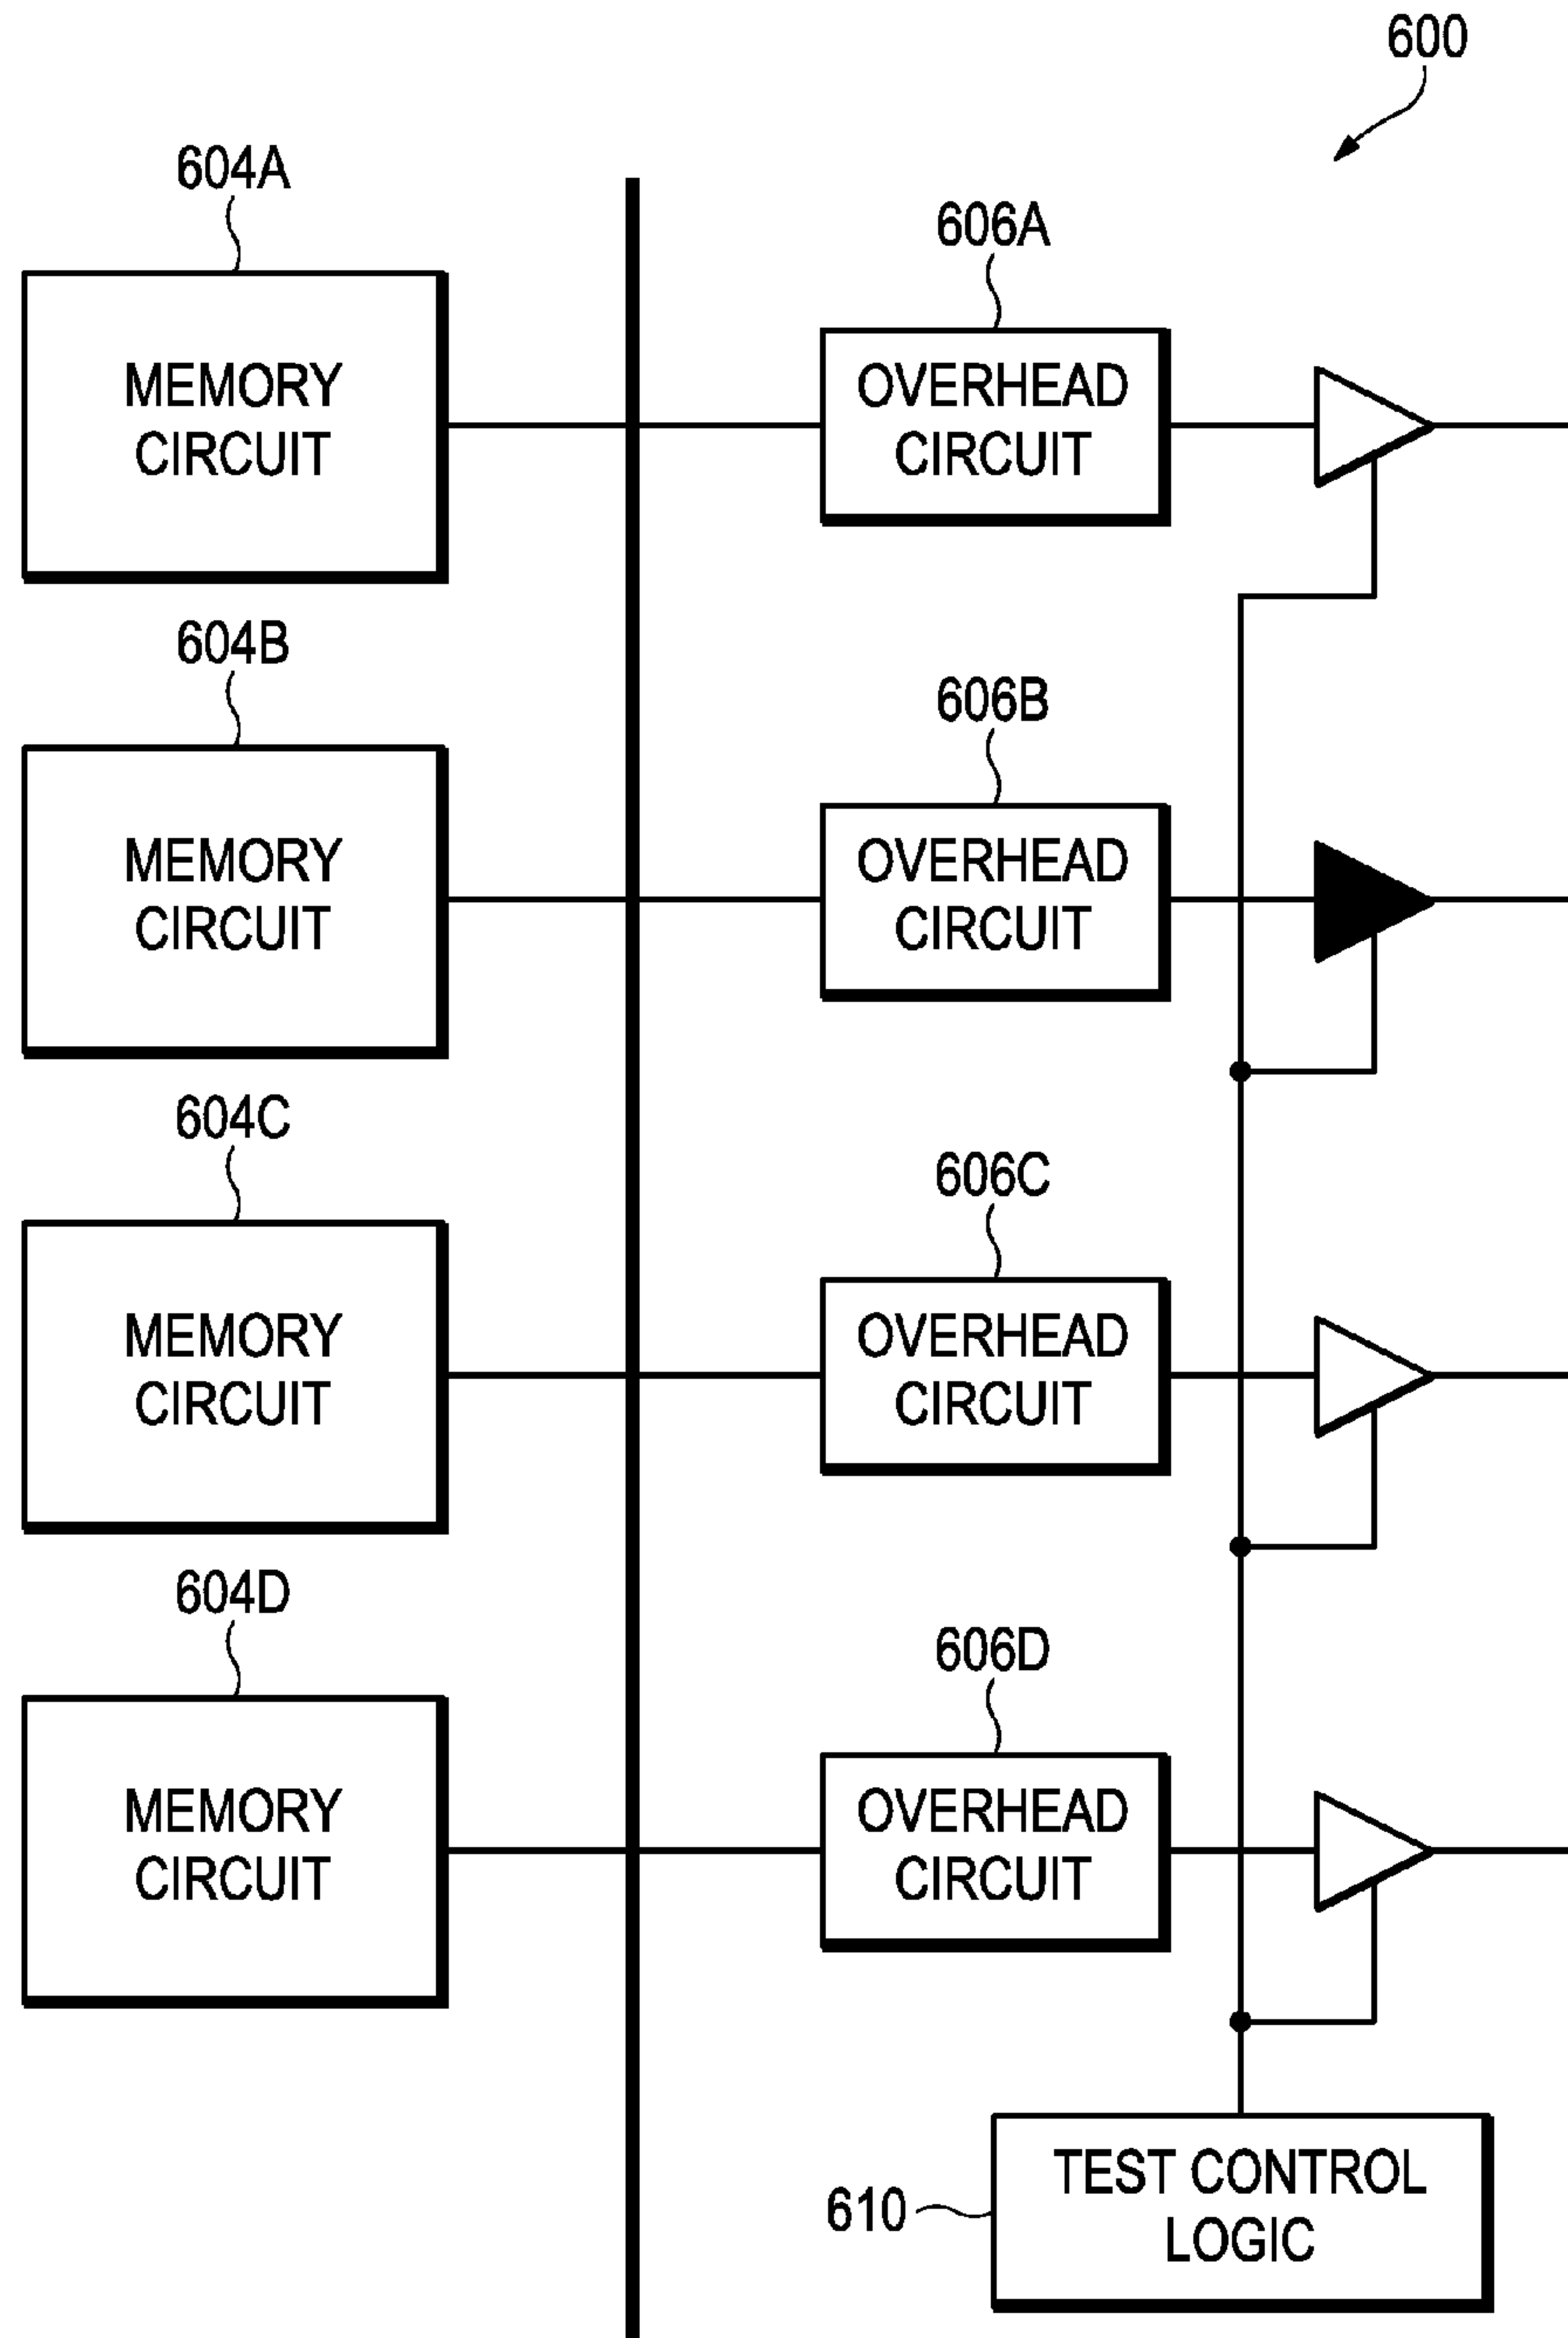 600
604A
606A
MEMORY
CIRCUIT
OVERHEAD
CIRCUIT
604B
606B
MEMORY
CIRCUIT
OVERHEAD
CIRCUIT
604C
606C
MEMORY
CIRCUIT
OVERHEAD
CIRCUIT
604D
606D
MEMORY
CIRCUIT
OVERHEAD
CIRCUIT
TEST CONTROL
LOGIC
610